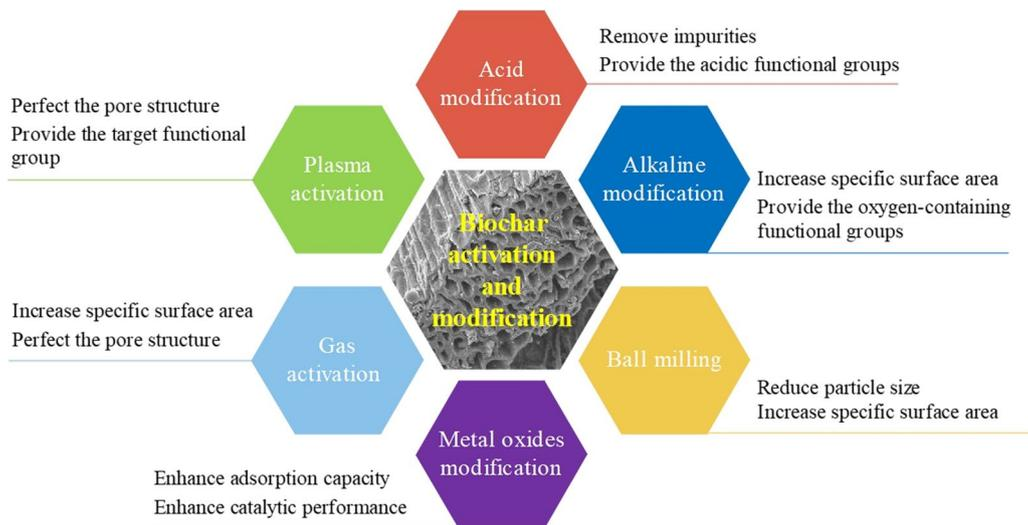 Acid
modification
Remove impurities
Provide the acidic functional groups
Alkaline
modification
Increase specific surface area
Provide the oxygen-containing
functional groups
Ball milling
Reduce particle size
Increase specific surface area
Metal oxides
modification
Enhance adsorption capacity
Enhance catalytic performance
Gas
activation
Increase specific surface area
Perfect the pore structure
Plasma
activation
Perfect the pore structure
Provide the target functional
group
Biochar
activation
and
modification